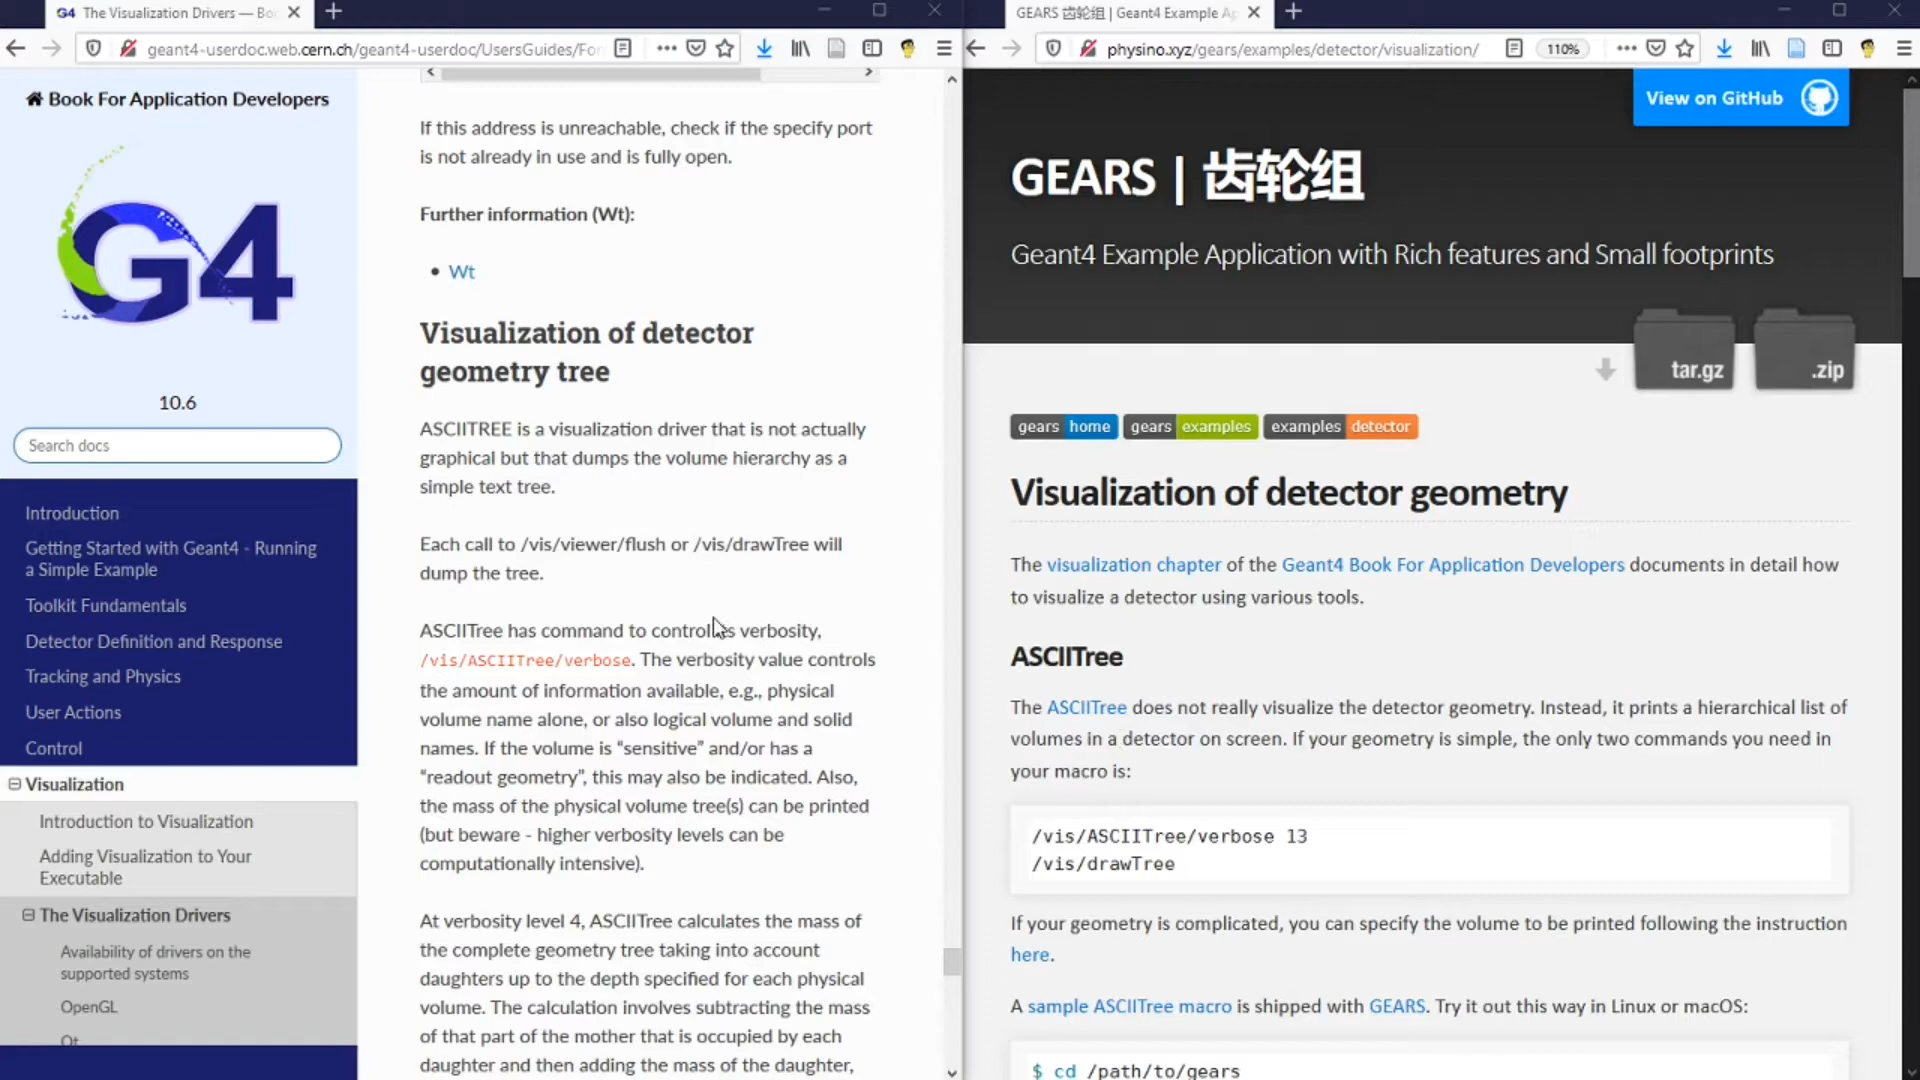 G4 The Visualization Drivers — Bo
GEARS 齿轮组 | Geant4 Example Ap
geant4-userdoc.web.cern.ch/geant4-userdoc/UsersGuides/For
physino.xyz/gears/examples/detector/visualization/
110%
Book For Application Developers
G4
10.6
Search docs
Introduction
Getting Started with Geant4 - Running
a Simple Example
Toolkit Fundamentals
Detector Definition and Response
Tracking and Physics
User Actions
Control
Visualization
Introduction to Visualization
Adding Visualization to Your
Executable
The Visualization Drivers
Availability of drivers on the
supported systems
OpenGL
Qt
If this address is unreachable, check if the specify port
is not already in use and is fully open.
Further information (Wt):
Wt
Visualization of detector
geometry tree
ASCIITREE is a visualization driver that is not actually
graphical but that dumps the volume hierarchy as a
simple text tree.
Each call to /vis/viewer/flush or /vis/drawTree will
dump the tree.
ASCIITree has command to control its verbosity,
/vis/ASCIITree/verbose. The verbosity value controls
the amount of information available, e.g., physical
volume name alone, or also logical volume and solid
names. If the volume is “sensitive” and/or has a
“readout geometry”, this may also be indicated. Also,
the mass of the physical volume tree(s) can be printed
(but beware - higher verbosity levels can be
computationally intensive).
At verbosity level 4, ASCIITree calculates the mass of
the complete geometry tree taking into account
daughters up to the depth specified for each physical
volume. The calculation involves subtracting the mass
of that part of the mother that is occupied by each
daughter and then adding the mass of the daughter,
View on GitHub
GEARS | 齿轮组
Geant4 Example Application with Rich features and Small footprints
tar.gz
.zip
gears home gears examples examples detector
Visualization of detector geometry
The visualization chapter of the Geant4 Book For Application Developers documents in detail how
to visualize a detector using various tools.
ASCIITree
The ASCIITree does not really visualize the detector geometry. Instead, it prints a hierarchical list of
volumes in a detector on screen. If your geometry is simple, the only two commands you need in
your macro is:
/vis/ASCIITree/verbose 13
/vis/drawTree
If your geometry is complicated, you can specify the volume to be printed following the instruction
here.
A sample ASCIITree macro is shipped with GEARS. Try it out this way in Linux or macOS:
$ cd /path/to/gears